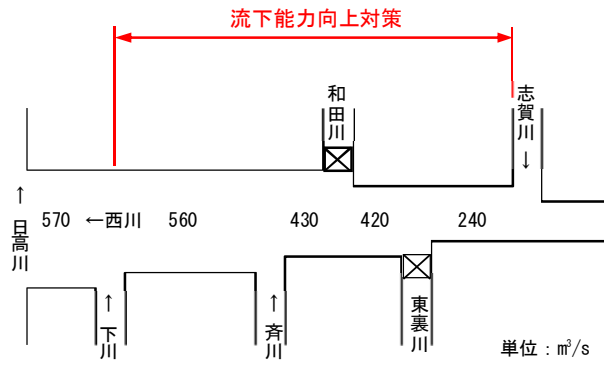 流下能力向上対策
和田川
志賀川
↓
↑
日高川
570 ←西川 560 430 420 240
↑
下川
↑
斉川
東裏川
単位：m³/s